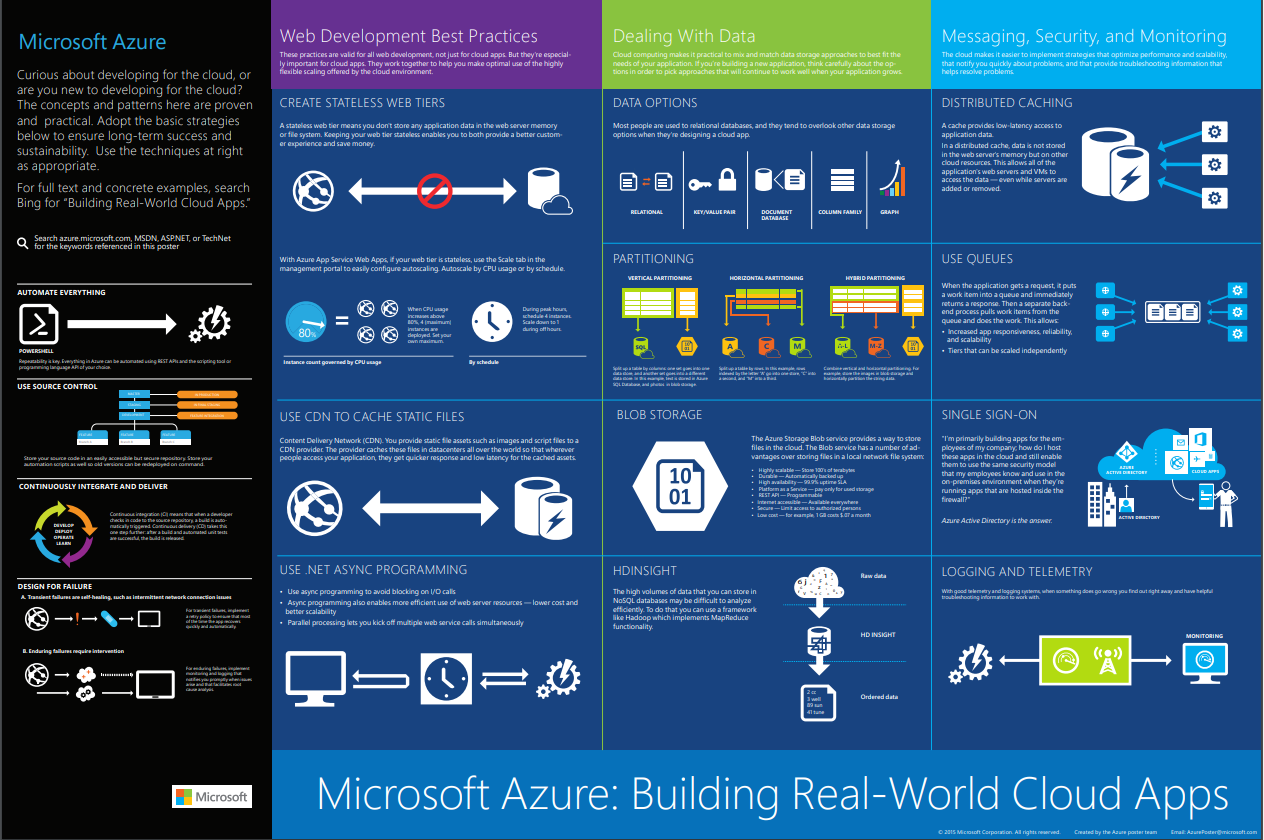 Microsoft Azure
Curious about developing for the cloud, or
are you new to developing for the cloud?
The concepts and patterns here are proven
and practical. Adopt the basic strategies
below to ensure long-term success and
sustainability. Use the techniques at right
as appropriate.
For full text and concrete examples, search
Bing for “Building Real-World Cloud Apps.”
Search azure.microsoft.com, MSDN, ASP.NET, or TechNet
for the keywords referenced in this poster
AUTOMATE EVERYTHING
POWERSHELL
Repeatability is key. Everything in Azure can be automated using REST APIs and the scripting tool or
programming language API of your choice.
USE SOURCE CONTROL
MASTER
STAGING
DEVELOPMENT
Store your source code in an easily accessible but secure repository. Store your
automation scripts as well so old versions can be redeployed on command.
CONTINUOUSLY INTEGRATE AND DELIVER
DEVELOP
DEPLOY
OPERATE
LEARN
Continuous integration (CI) means that when a developer
checks in code to the source repository, a build is auto-
matically triggered. Continuous delivery (CD) takes this
one step further: after a build and automated unit tests
are successful, the build is released.
DESIGN FOR FAILURE
A. Transient failures are self-healing, such as intermittent network connection issues
For transient failures, implement
a retry policy to ensure that most
of the time the app recovers
quickly and automatically.
B. Enduring failures require intervention
For enduring failures, implement
monitoring and logging that
notifies you promptly when issues
arise and that facilitates root
cause analysis.
Microsoft
Web Development Best Practices
These practices are valid for all web development, not just for cloud apps. But they're especial-
ly important for cloud apps. They work together to help you make optimal use of the highly
flexible scaling offered by the cloud environment.
CREATE STATELESS WEB TIERS
A stateless web tier means you don't store any application data in the web server memory
or file system. Keeping your web tier stateless enables you to both provide a better custom-
er experience and save money.
With Azure App Service Web Apps, if your web tier is stateless, use the Scale tab in the
management portal to easily configure autoscaling. Autoscale by CPU usage or by schedule.
80%
=
When CPU usage
increases above
80%, 4 (maximum)
instances are
deployed. Set your
own maximum.
During peak hours,
schedule 4 instances.
Scale down to 1
during off hours.
Instance count governed by CPU usage
By schedule
USE CDN TO CACHE STATIC FILES
Content Delivery Network (CDN). You provide static file assets such as images and script files to a
CDN provider. The provider caches these files in datacenters all over the world so that wherever
people access your application, they get quicker response and low latency for the cached assets.
USE .NET ASYNC PROGRAMMING
• Use async programming to avoid blocking on I/O calls
• Async programming also enables more efficient use of web server resources — lower cost and
better scalability
• Parallel processing lets you kick off multiple web service calls simultaneously
Dealing With Data
Cloud computing makes it practical to mix and match data storage approaches to best fit the
needs of your application. If you're building a new application, think carefully about the op-
tions in order to pick approaches that will continue to work well when your application grows.
DATA OPTIONS
Most people are used to relational databases, and they tend to overlook other data storage
options when they're designing a cloud app.
RELATIONAL
KEY/VALUE PAIR
DOCUMENT
DATABASE
COLUMN FAMILY
GRAPH
PARTITIONING
VERTICAL PARTITIONING
HORIZONTAL PARTITIONING
HYBRID PARTITIONING
SQL
10
01
A
C
M
A-L
M-Z
10
01
Split up a table by columns: one set goes into one
data store, and another set goes into a different
data store. In this example, text is stored in Azure
SQL Database, and photos in blob storage.
Split up a table by rows: In this example, rows
indexed by the letter "A" go into one store, "C" into
a second, and "M" into a third.
Combine vertical and horizontal partitioning. For
example, store the images in blob storage and
horizontally partition the string data.
BLOB STORAGE
10
01
The Azure Storage Blob service provides a way to store
files in the cloud. The Blob service has a number of ad-
vantages over storing files in a local network file system:
• Highly scalable — Store 100's of terabytes
• Durable — Automatically backed up
• High availability — 99.9% uptime SLA
• Platform as a Service — pay only for used storage
• REST API — Programmable
• Internet accessible — Available everywhere
• Secure — Limit access to authorized persons
• Low cost — for example, 1 GB costs $.07 a month
HDINSIGHT
The high volumes of data that you can store in
NoSQL databases may be difficult to analyze
efficiently. To do that you can use a framework
like Hadoop which implements MapReduce
functionality.
Raw data
HD INSIGHT
2 cc
3 well
89 sun
41 tune
Ordered data
Messaging, Security, and Monitoring
The cloud makes it easier to implement strategies that optimize performance and scalability,
that notify you quickly about problems, and that provide troubleshooting information that
helps resolve problems.
DISTRIBUTED CACHING
A cache provides low-latency access to
application data.
In a distributed cache, data is not stored
in the web server's memory but on other
cloud resources. This allows all of the
application's web servers and VMs to
access the data — even while servers are
added or removed.
USE QUEUES
When the application gets a request, it puts
a work item into a queue and immediately
returns a response. Then a separate back-
end process pulls work items from the
queue and does the work. This allows:
• Increased app responsiveness, reliability,
and scalability
• Tiers that can be scaled independently
SINGLE SIGN-ON
"I'm primarily building apps for the em-
ployees of my company; how do I host
these apps in the cloud and still enable
them to use the same security model
that my employees know and use in the
on-premises environment when they're
running apps that are hosted inside the
firewall?"
Azure Active Directory is the answer.
AZURE
ACTIVE DIRECTORY
CLOUD APPS
ACTIVE DIRECTORY
LOGGING AND TELEMETRY
With good telemetry and logging systems, when something does go wrong you find out right away and have helpful
troubleshooting information to work with.
MONITORING
Microsoft Azure: Building Real-World Cloud Apps
© 2015 Microsoft Corporation. All rights reserved. Created by the Azure poster team Email: AzurePoster@microsoft.com